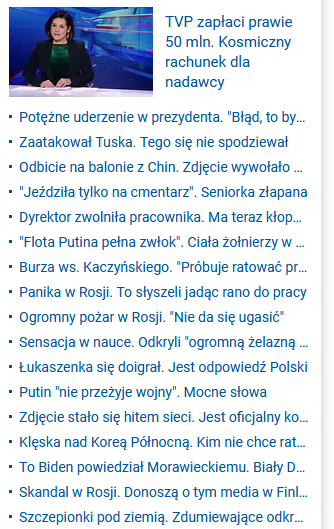 TVP zapłaci prawie
50 mln. Kosmiczny
rachunek dla
nadawcy
Potężne uderzenie w prezydenta. "Błąd, to by...
Zaatakował Tuska. Tego się nie spodziewał
Odbicie na balonie z Chin. Zdjęcie wywołało ...
"Jeździła tylko na cmentarz". Seniorka złapana
Dyrektor zwolniła pracownika. Ma teraz kłop...
"Flota Putina pełna zwłok". Ciała żołnierzy w ...
Burza ws. Kaczyńskiego. "Próbuje ratować pr...
Panika w Rosji. To słyszeli jadąc rano do pracy
Ogromny pożar w Rosji. "Nie da się ugasić"
Sensacja w nauce. Odkryli "ogromną żelazną ...
Łukaszenka się doigrał. Jest odpowiedź Polski
Putin "nie przeżyje wojny". Mocne słowa
Zdjęcie stało się hitem sieci. Jest oficjalny ko...
Klęska nad Koreą Północną. Kim nie chce rat...
To Biden powiedział Morawieckiemu. Biały D...
Skandal w Rosji. Donoszą o tym media w Finl...
Szczepionki pod ziemią. Zdumiewające odkr...